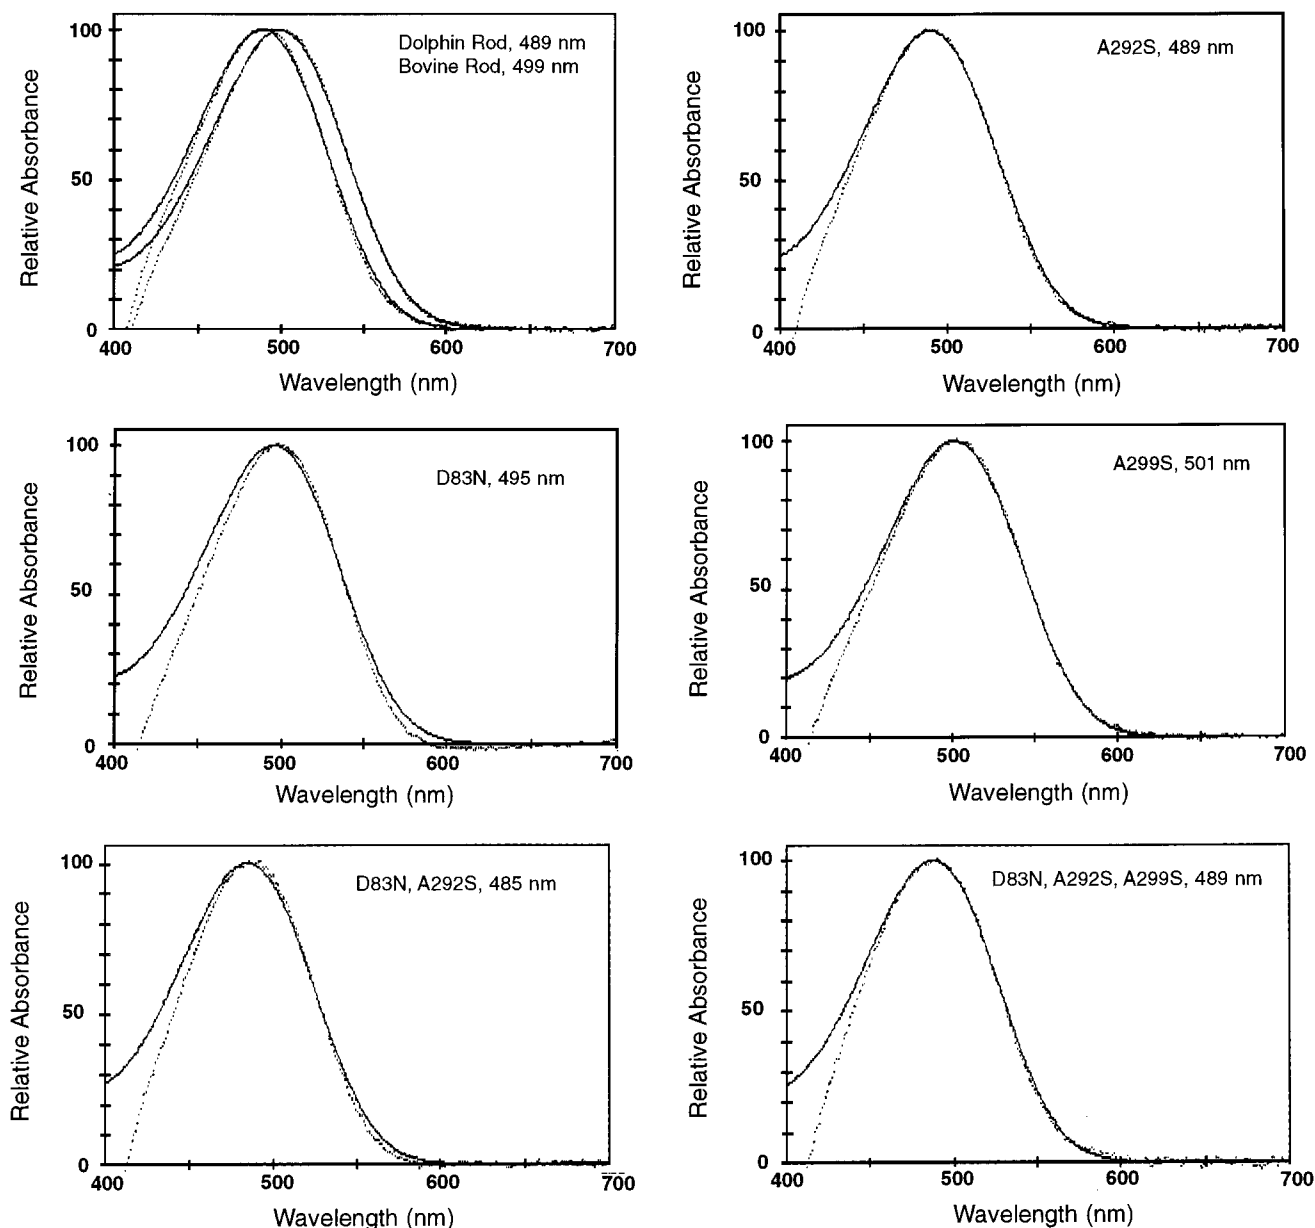 Dolphin Rod, 489 nm
Bovine Rod, 499 nm
Relative Absorbance
100
50
0
400
500
600
700
Wavelength (nm)
A292S, 489 nm
Relative Absorbance
100
50
0
400
500
600
700
Wavelength (nm)
D83N, 495 nm
Relative Absorbance
100
50
0
400
500
600
700
Wavelength (nm)
A299S, 501 nm
Relative Absorbance
100
50
0
400
500
600
700
Wavelength (nm)
D83N, A292S, 485 nm
Relative Absorbance
100
50
0
400
500
600
700
Wavelength (nm)
D83N, A292S, A299S, 489 nm
Relative Absorbance
100
50
0
400
500
600
700
Wavelength (nm)